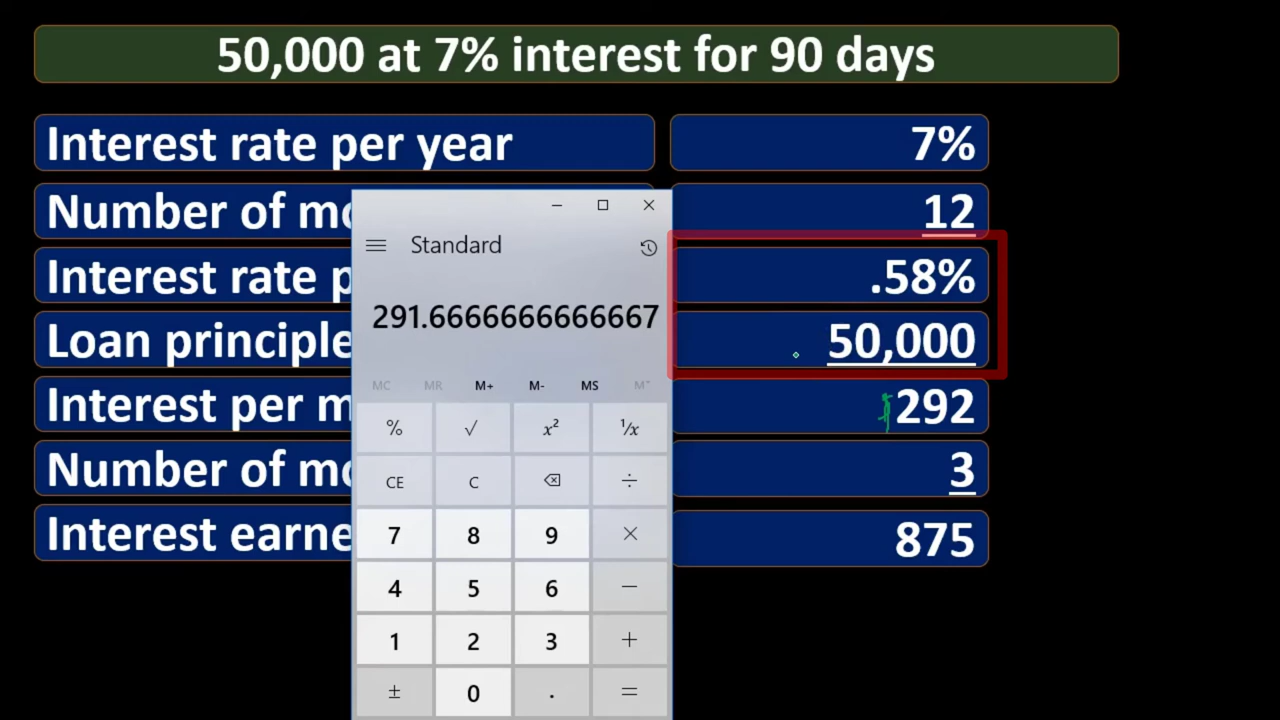 50,000 at 7% interest for 90 days
Interest rate per year 7%
Number of mo 12
Interest rate p .58%
Loan principle 50,000
Interest per m 292
Number of mo 3
Interest earne 875
Standard
291.6666666666667
MC MR M+ M- MS M˅
% √ x² ¹/x
CE C ⌫ ÷
7 8 9 ×
4 5 6 −
1 2 3 +
± 0 . =